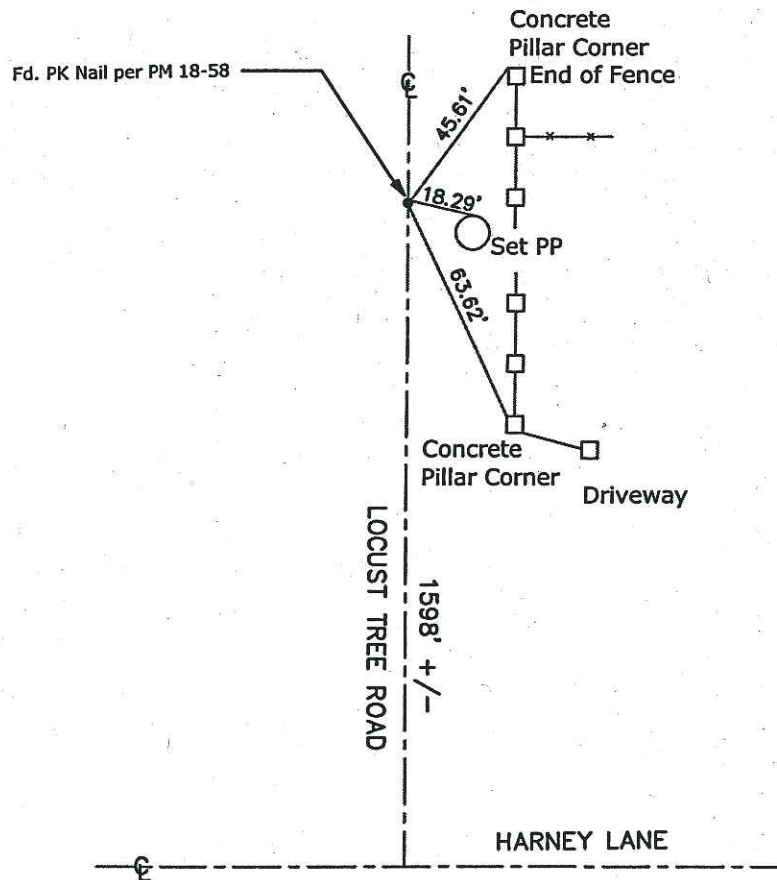 Concrete
Pillar Corner
End of Fence
Fd. PK Nail per PM 18-58
℄
45.61'
18.29'
Set PP
63.62'
Concrete
Pillar Corner
Driveway
LOCUST TREE ROAD
1598' +/-
HARNEY LANE
℄